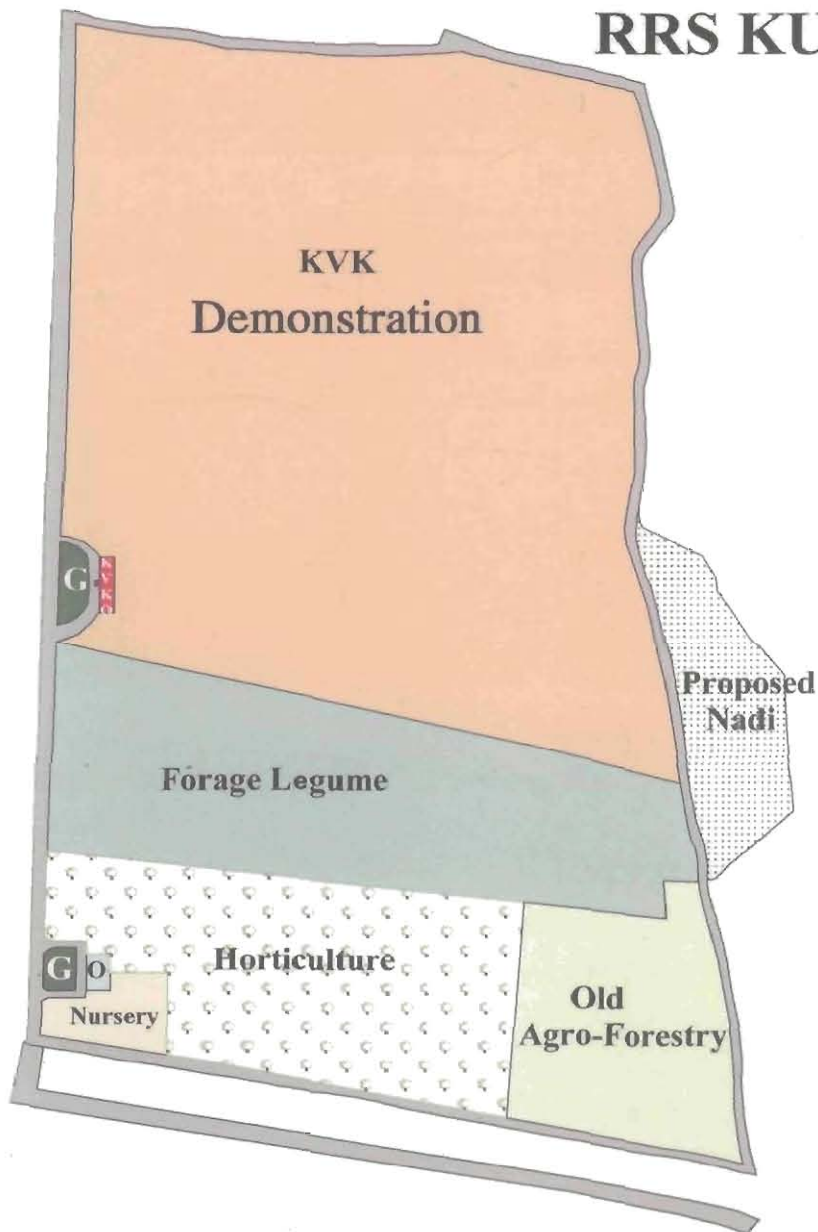 RRS KU
KVK
Demonstration
G
Proposed
Nadi
Forage Legume
Horticulture
G
O
Nursery
Old
Agro-Forestry